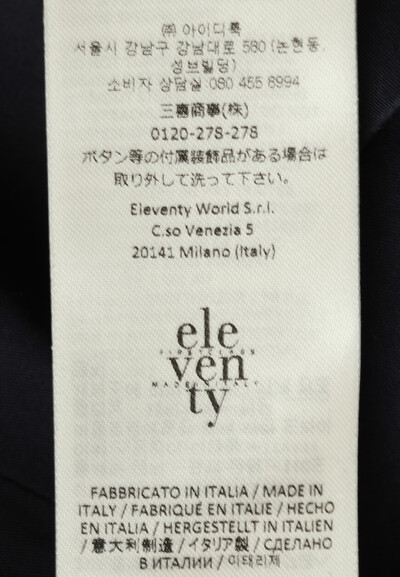 ㈜ 아이디룩
서울시 강남구 강남대로 580 (논현동,
성브빌딩)
소비자 상담실:080 455 8994
三喜商事(株)
0120-278-278
ボタン等の付属装飾品がある場合は
取り外して洗って下さい。
Eleventy World S.r.l.
C.so Venezia 5
20141 Milano (Italy)
ele
FIRSTCLASS
ven
MADE IN ITALY
ty
FABBRICATO IN ITALIA / MADE IN
ITALY / FABRIQUÉ EN ITALIE / HECHO
EN ITALIA / HERGESTELLT IN ITALIEN
/ 意大利制造 / イタリア製 / СДЕЛАНО
В ИТАЛИИ / 이태리제